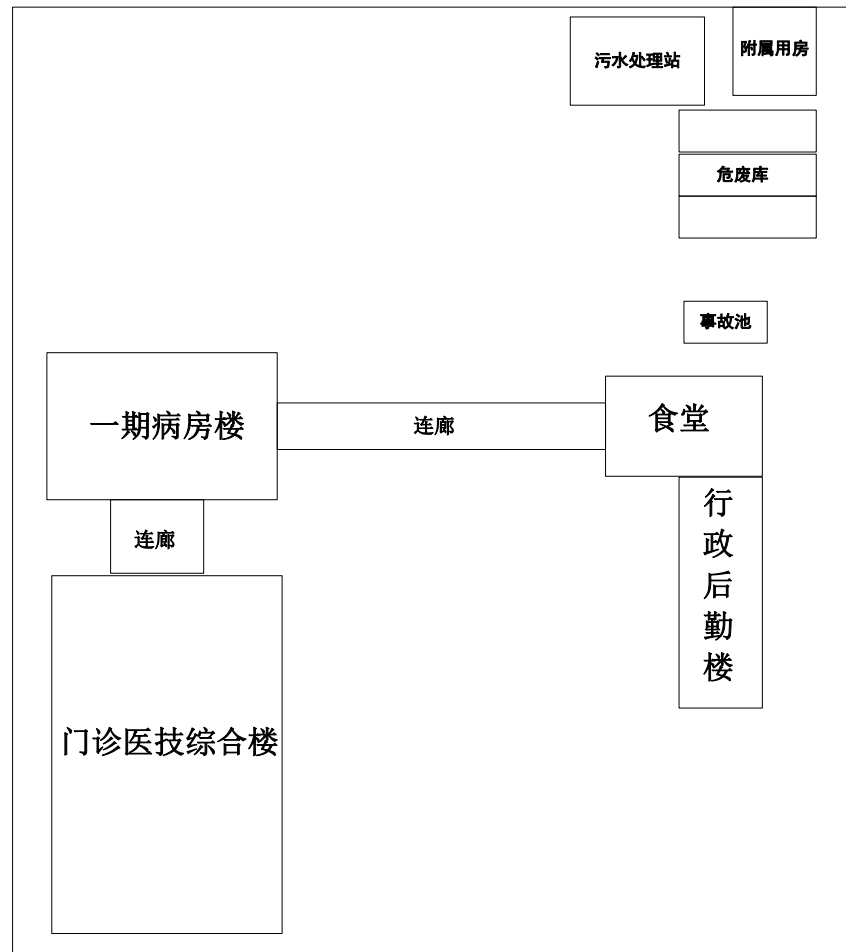 污水处理站
附属用房
危废库
事故池
一期病房楼
连廊
食堂
连廊
行政后勤楼
门诊医技综合楼